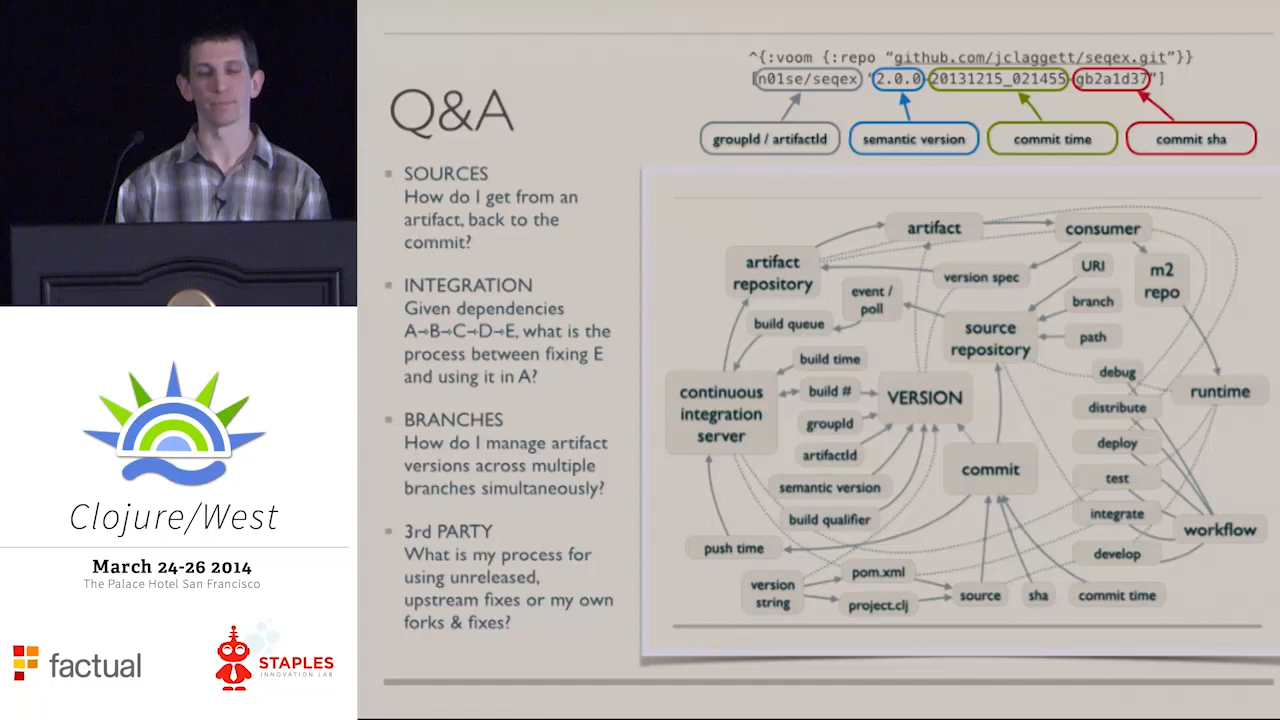 Q&A
SOURCES
How do I get from an
artifact, back to the
commit?
INTEGRATION
Given dependencies
A→B→C→D→E, what is the
process between fixing E
and using it in A?
BRANCHES
How do I manage artifact
versions across multiple
branches simultaneously?
3rd PARTY
What is my process for
using unreleased,
upstream fixes or my own
forks & fixes?
^{:voom {:repo “github.com/jclaggett/seqex.git”}}
[n01se/seqex “2.0.0-20131215_021455-gb2a1d37”]
groupId / artifactId
semantic version
commit time
commit sha
artifact
consumer
artifact
repository
version spec
URI
m2
repo
event /
poll
branch
build queue
source
repository
path
build time
debug
continuous
integration
server
build #
VERSION
runtime
distribute
groupId
deploy
artifactId
commit
test
semantic version
integrate
build qualifier
workflow
push time
develop
version
string
pom.xml
project.clj
source
sha
commit time
Clojure/West
March 24-26 2014
The Palace Hotel San Francisco
factual
STAPLES
INNOVATION LAB